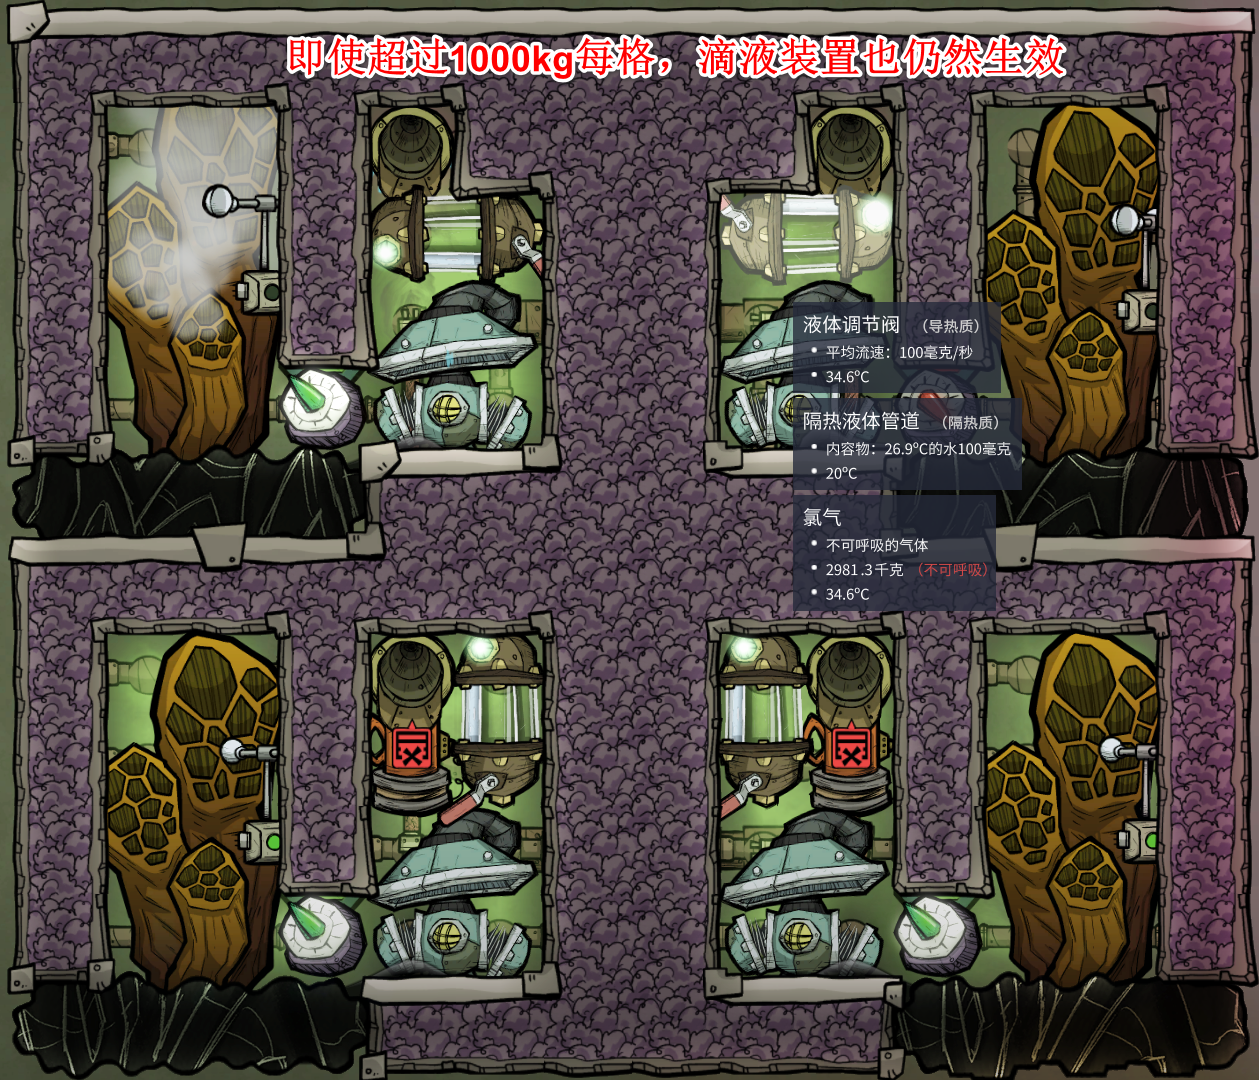 即使超过1000kg每格，滴液装置也仍然生效
液体调节阀 （导热质）
• 平均流速：100毫克/秒
• 34.6ºC
隔热液体管道 （隔热质）
• 内容物：26.9ºC的水100毫克
• 20ºC
氯气
• 不可呼吸的气体
• 2981.3千克 （不可呼吸）
• 34.6ºC